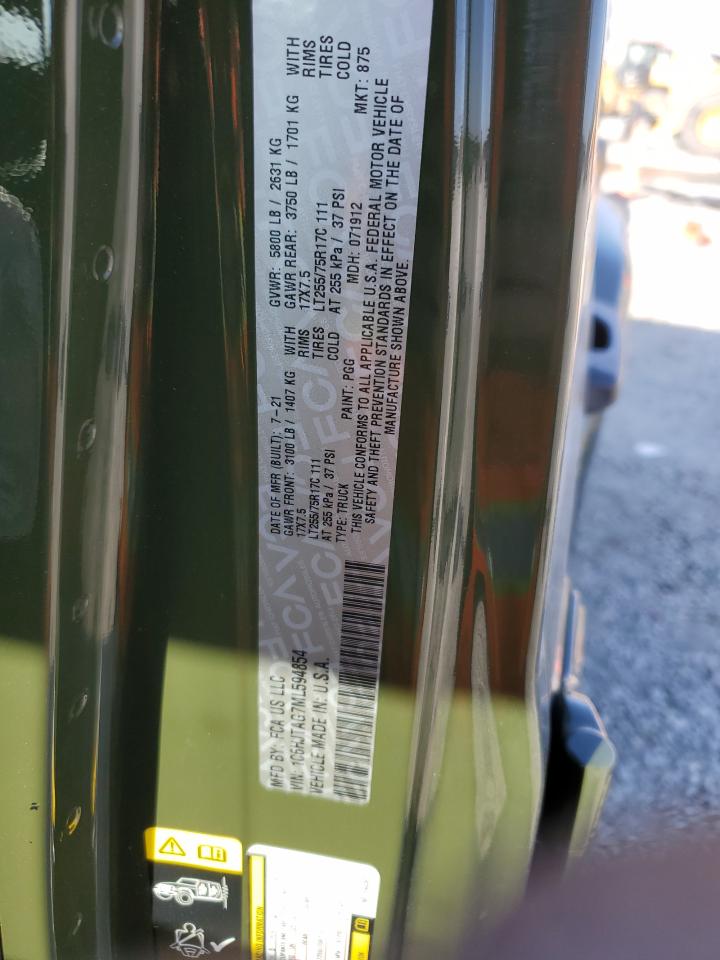 MFD BY: FCA US LLC DATE OF MFR (BUILT): 7-21 GVWR: 5800 LB / 2631 KG
GAWR FRONT: 3100 LB / 1407 KG WITH GAWR REAR: 3750 LB / 1701 KG WITH
17X7.5 RIMS 17X7.5 RIMS
LT255/75R17C 111 TIRES LT255/75R17C 111 TIRES
AT 255 kPa / 37 PSI COLD AT 255 kPa / 37 PSI COLD
VIN: 1C6HJTAG7ML594854 TYPE: TRUCK PAINT: PGG MDH: 071912 MKT: 875
VEHICLE MADE IN: U.S.A. THIS VEHICLE CONFORMS TO ALL APPLICABLE U.S.A. FEDERAL MOTOR VEHICLE
SAFETY AND THEFT PREVENTION STANDARDS IN EFFECT ON THE DATE OF
MANUFACTURE SHOWN ABOVE.